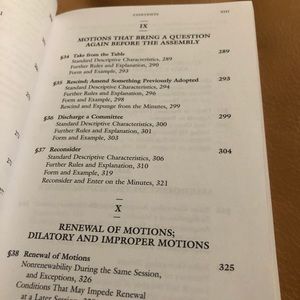 CONTENTS xiii
IX
MOTIONS THAT BRING A QUESTION
AGAIN BEFORE THE ASSEMBLY
§34 Take from the Table 289
Standard Descriptive Characteristics, 289
Further Rules and Explanation, 290
Form and Example, 293
§35 Rescind; Amend Something Previously Adopted 293
Standard Descriptive Characteristics, 294
Further Rules and Explanation, 296
Form and Example, 298
Rescind and Expunge from the Minutes, 299
§36 Discharge a Committee 299
Standard Descriptive Characteristics, 300
Further Rules and Explanation, 301
Form and Example, 303
§37 Reconsider 304
Standard Descriptive Characteristics, 306
Further Rules and Explanation, 310
Form and Example, 319
Reconsider and Enter on the Minutes, 321
X
RENEWAL OF MOTIONS;
DILATORY AND IMPROPER MOTIONS
§38 Renewal of Motions 325
Nonrenewability During the Same Session,
and Exceptions, 326
Conditions That May Impede Renewal
at a Later Session,